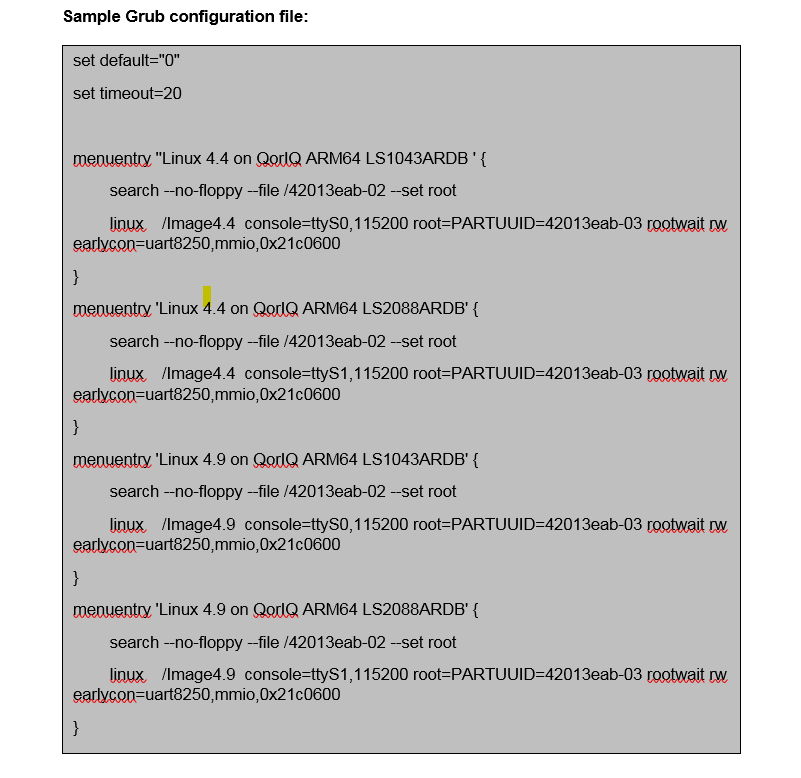 Sample Grub configuration file:
set default="0"
set timeout=20
menuentry "Linux 4.4 on QorIQ ARM64 LS1043ARDB ' {
search --no-floppy --file /42013eab-02 --set root
linux /Image4.4 console=ttyS0,115200 root=PARTUUID=42013eab-03 rootwait rw
earlycon=uart8250,mmio,0x21c0600
}
menuentry 'Linux 4.4 on QorIQ ARM64 LS2088ARDB' {
search --no-floppy --file /42013eab-02 --set root
linux /Image4.4 console=ttyS1,115200 root=PARTUUID=42013eab-03 rootwait rw
earlycon=uart8250,mmio,0x21c0600
}
menuentry 'Linux 4.9 on QorIQ ARM64 LS1043ARDB' {
search --no-floppy --file /42013eab-02 --set root
linux /Image4.9 console=ttyS0,115200 root=PARTUUID=42013eab-03 rootwait rw
earlycon=uart8250,mmio,0x21c0600
}
menuentry 'Linux 4.9 on QorIQ ARM64 LS2088ARDB' {
search --no-floppy --file /42013eab-02 --set root
linux /Image4.9 console=ttyS1,115200 root=PARTUUID=42013eab-03 rootwait rw
earlycon=uart8250,mmio,0x21c0600
}